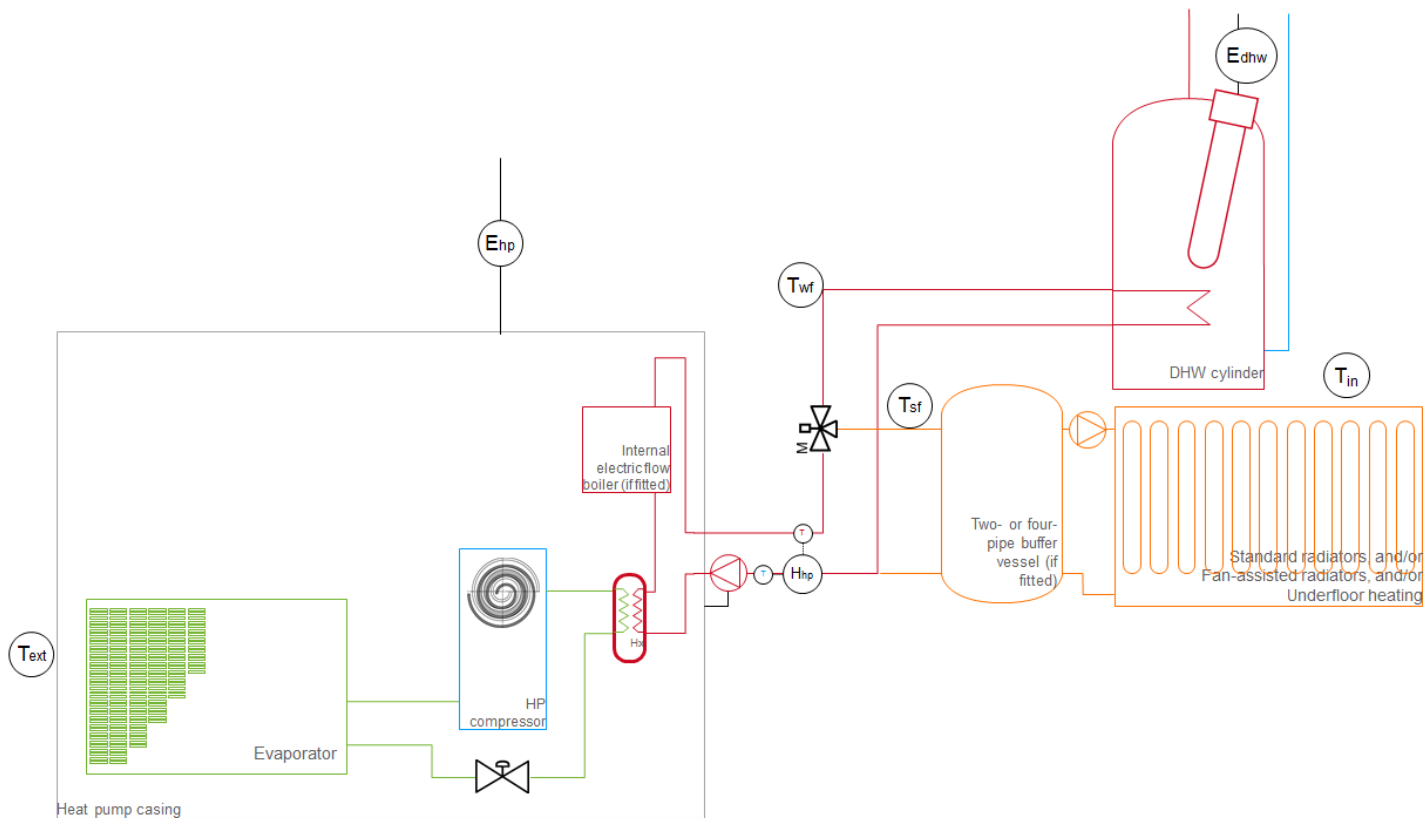 Edhw
Ehp
Twf
DHW cylinder
Tin
Tsf
M
Internal
electric flow
boiler (if fitted)
Two- or four-
pipe buffer
vessel (if
fitted)
Standard radiators, and/or
Fan-assisted radiators, and/or
Underfloor heating
T
T
Hhp
Hx
Text
HP
compressor
Evaporator
Heat pump casing